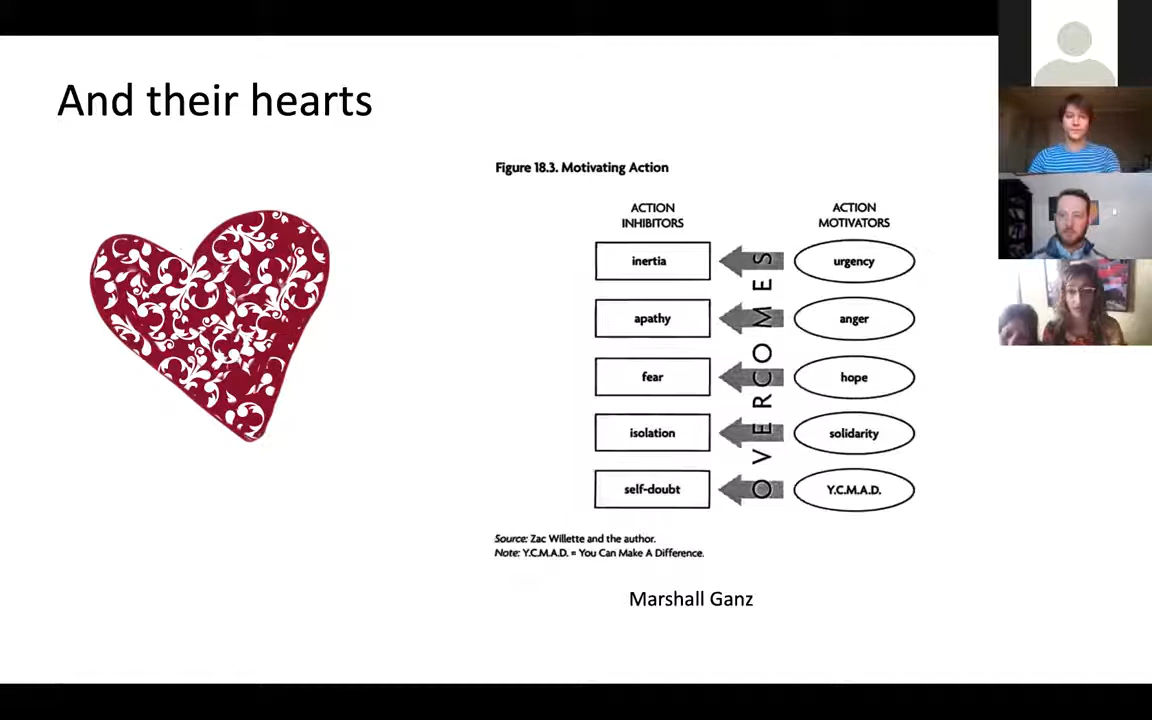 And their hearts
Figure 18.3. Motivating Action
ACTION
INHIBITORS
ACTION
MOTIVATORS
inertia
urgency
apathy
anger
fear
hope
isolation
solidarity
self-doubt
Y.C.M.A.D.
OVERCOMES
Source: Zac Willette and the author.
Note: Y.C.M.A.D. = You Can Make A Difference.
Marshall Ganz